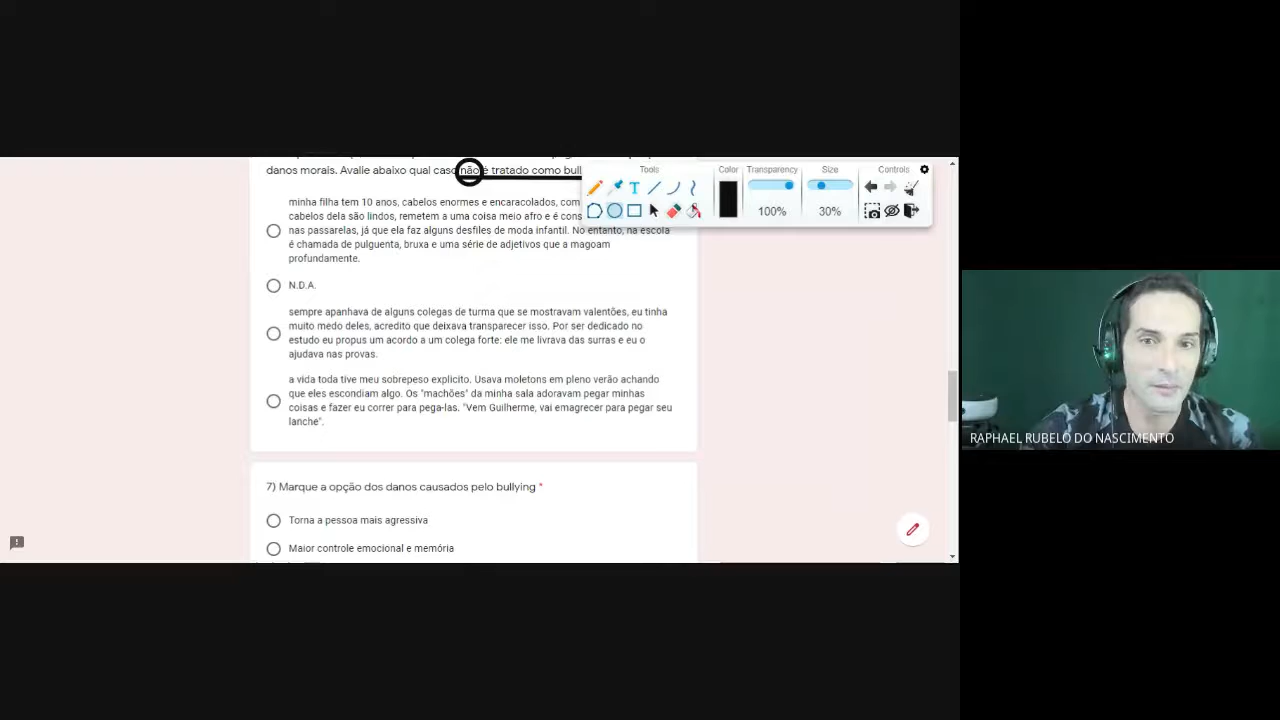 danos morais. Avalie abaixo qual caso não é tratado como bull
Tools
Color
Transparency
Size
Controls
100%
30%
minha filha tem 10 anos, cabelos enormes e encaracolados, com
cabelos dela são lindos, remetem a uma coisa meio afro e é cons
nas passarelas, já que ela faz alguns desfiles de moda infantil. No entanto, na escola
é chamada de pulguenta, bruxa e uma série de adjetivos que a magoam
profundamente.
N.D.A.
sempre apanhava de alguns colegas de turma que se mostravam valentões, eu tinha
muito medo deles, acredito que deixava transparecer isso. Por ser dedicado no
estudo eu propus um acordo a um colega forte: ele me livrava das surras e eu o
ajudava nas provas.
a vida toda tive meu sobrepeso explicito. Usava moletons em pleno verão achando
que eles escondiam algo. Os "machões" da minha sala adoravam pegar minhas
coisas e fazer eu correr para pega-las. "Vem Guilherme, vai emagrecer para pegar seu
lanche".
7) Marque a opção dos danos causados pelo bullying *
Torna a pessoa mais agressiva
Maior controle emocional e memória
RAPHAEL RUBELO DO NASCIMENTO